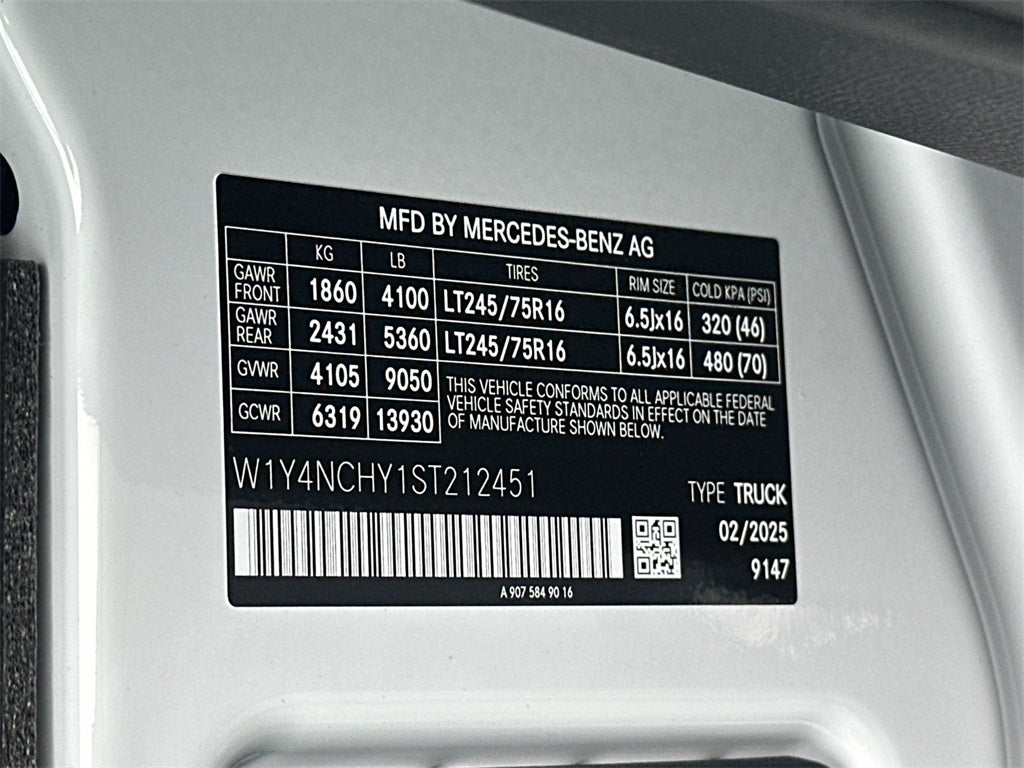 MFD BY MERCEDES-BENZ AG
KG LB TIRES RIM SIZE COLD KPA (PSI)
GAWR FRONT 1860 4100 LT245/75R16 6.5Jx16 320 (46)
GAWR REAR 2431 5360 LT245/75R16 6.5Jx16 480 (70)
GVWR 4105 9050
GCWR 6319 13930
THIS VEHICLE CONFORMS TO ALL APPLICABLE FEDERAL
VEHICLE SAFETY STANDARDS IN EFFECT ON THE DATE
OF MANUFACTURE SHOWN BELOW.
W1Y4NCHY1ST212451
TYPE TRUCK
02/2025
9147
A 907 584 90 16